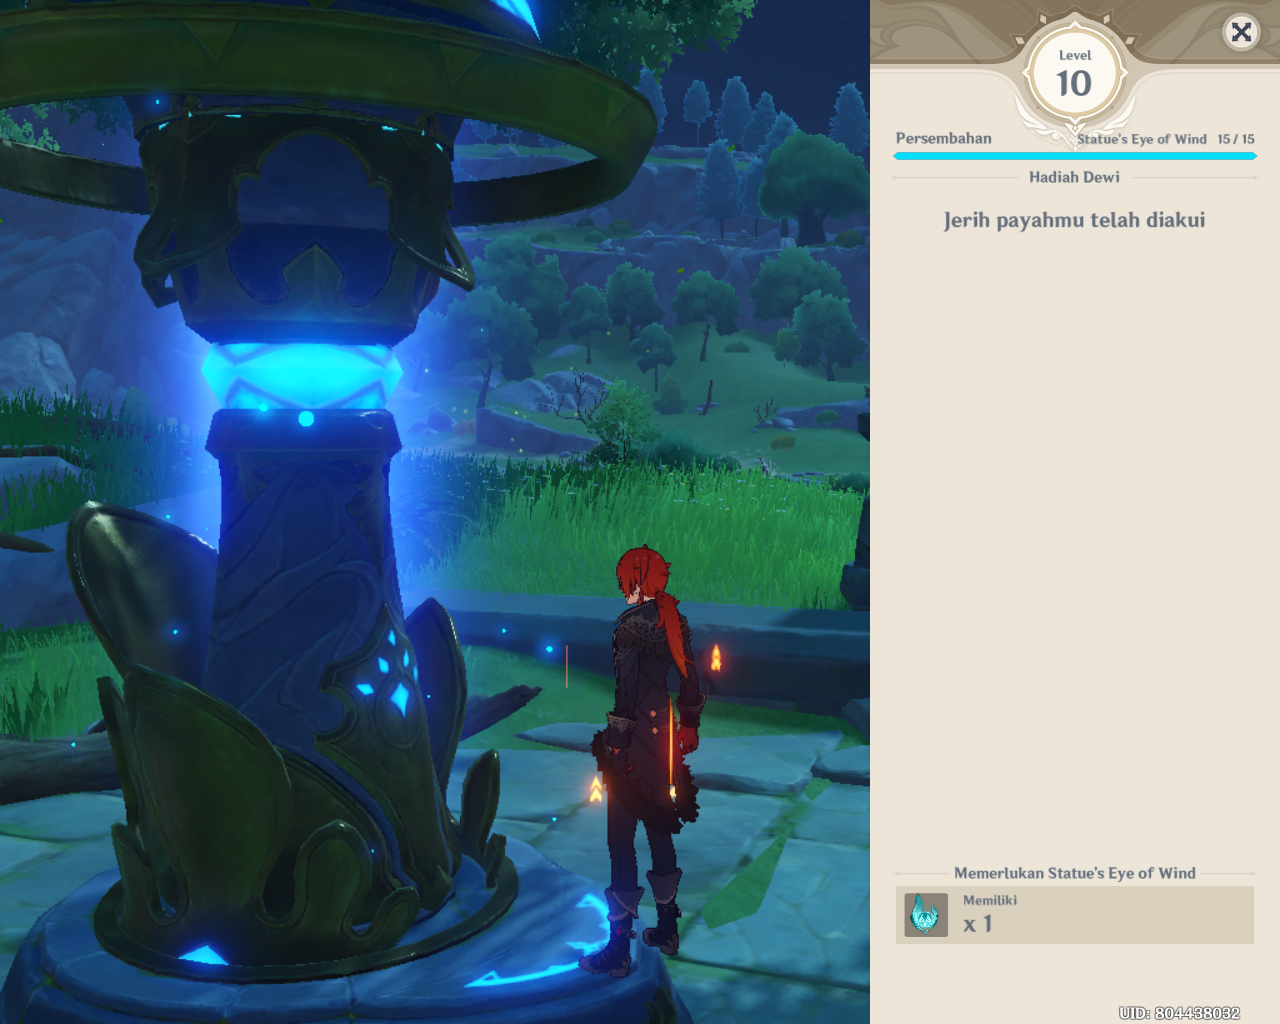 Level
10
Persembahan Statue's Eye of Wind 15 / 15
Hadiah Dewi
Jerih payahmu telah diakui
Memerlukan Statue's Eye of Wind
Memiliki
x 1
UID: 804438032